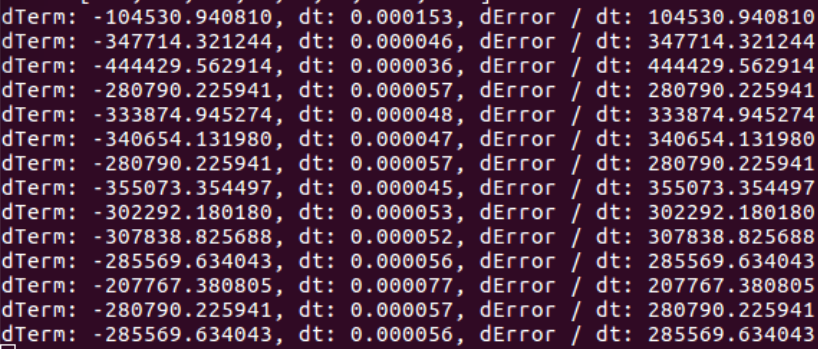 dTerm: -104530.940810, dt: 0.000153, dError / dt: 104530.940810
dTerm: -347714.321244, dt: 0.000046, dError / dt: 347714.321244
dTerm: -444429.562914, dt: 0.000036, dError / dt: 444429.562914
dTerm: -280790.225941, dt: 0.000057, dError / dt: 280790.225941
dTerm: -333874.945274, dt: 0.000048, dError / dt: 333874.945274
dTerm: -340654.131980, dt: 0.000047, dError / dt: 340654.131980
dTerm: -280790.225941, dt: 0.000057, dError / dt: 280790.225941
dTerm: -355073.354497, dt: 0.000045, dError / dt: 355073.354497
dTerm: -302292.180180, dt: 0.000053, dError / dt: 302292.180180
dTerm: -307838.825688, dt: 0.000052, dError / dt: 307838.825688
dTerm: -285569.634043, dt: 0.000056, dError / dt: 285569.634043
dTerm: -207767.380805, dt: 0.000077, dError / dt: 207767.380805
dTerm: -280790.225941, dt: 0.000057, dError / dt: 280790.225941
dTerm: -285569.634043, dt: 0.000056, dError / dt: 285569.634043